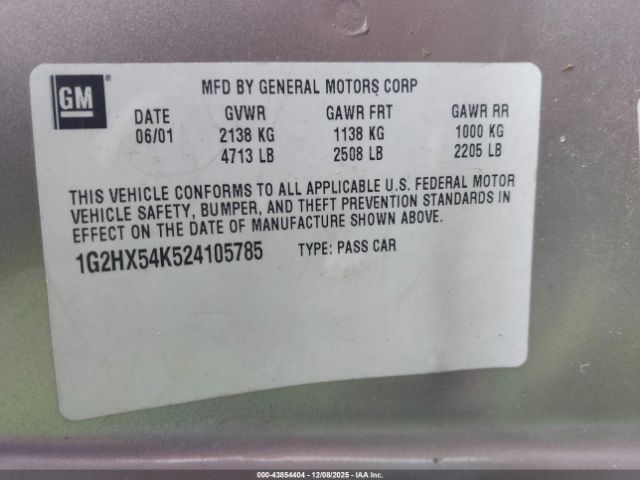 GM
MFD BY GENERAL MOTORS CORP
DATE GVWR GAWR FRT GAWR RR
06/01 2138 KG 1138 KG 1000 KG
4713 LB 2508 LB 2205 LB
THIS VEHICLE CONFORMS TO ALL APPLICABLE U.S. FEDERAL MOTOR
VEHICLE SAFETY, BUMPER, AND THEFT PREVENTION STANDARDS IN
EFFECT ON THE DATE OF MANUFACTURE SHOWN ABOVE.
1G2HX54K524105785 TYPE: PASS CAR
000-43854404 - 12/08/2025 - IAA Inc.